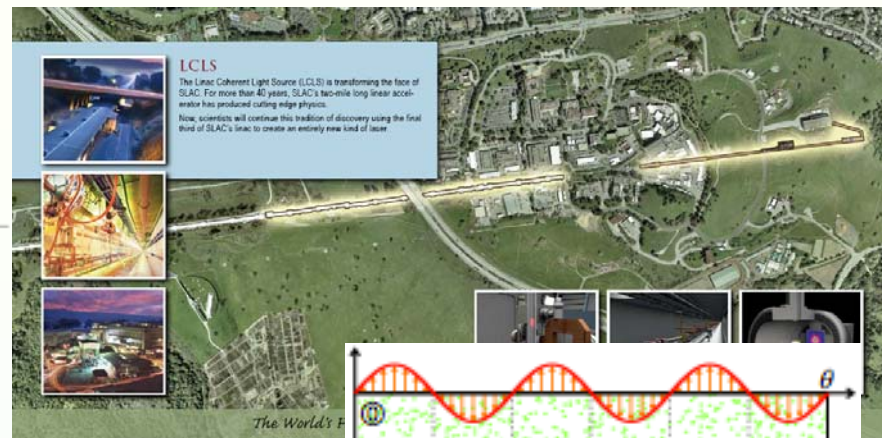 LCLS
The Linac Coherent Light Source (LCLS) is transforming the face of
SLAC. For more than 40 years, SLAC's two-mile long linear accel-
erator has produced cutting edge physics.
Now, scientists will continue this tradition of discovery using the final
third of SLAC's linac to create an entirely new kind of laser.
θ
The World's